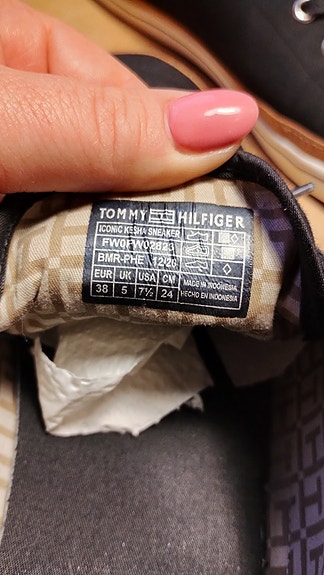 TOMMY HILFIGER
ICONIC KESHA SNEAKER
FW0FW02823
BMR-PHE 12/20
EUR UK USA CM
38 5 7½ 24
MADE IN INDONESIA
HECHO EN INDONESIA